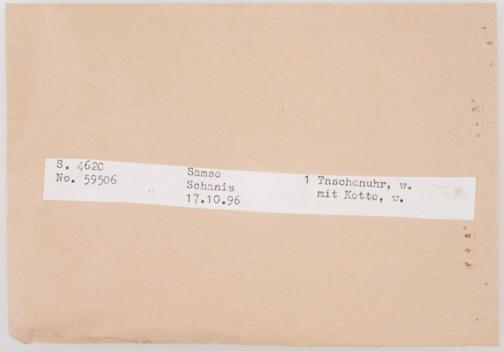 S. 4620
No. 59506
Samso
Schanis
17.10.96
1 Taschenuhr, w.
mit Kette, w.